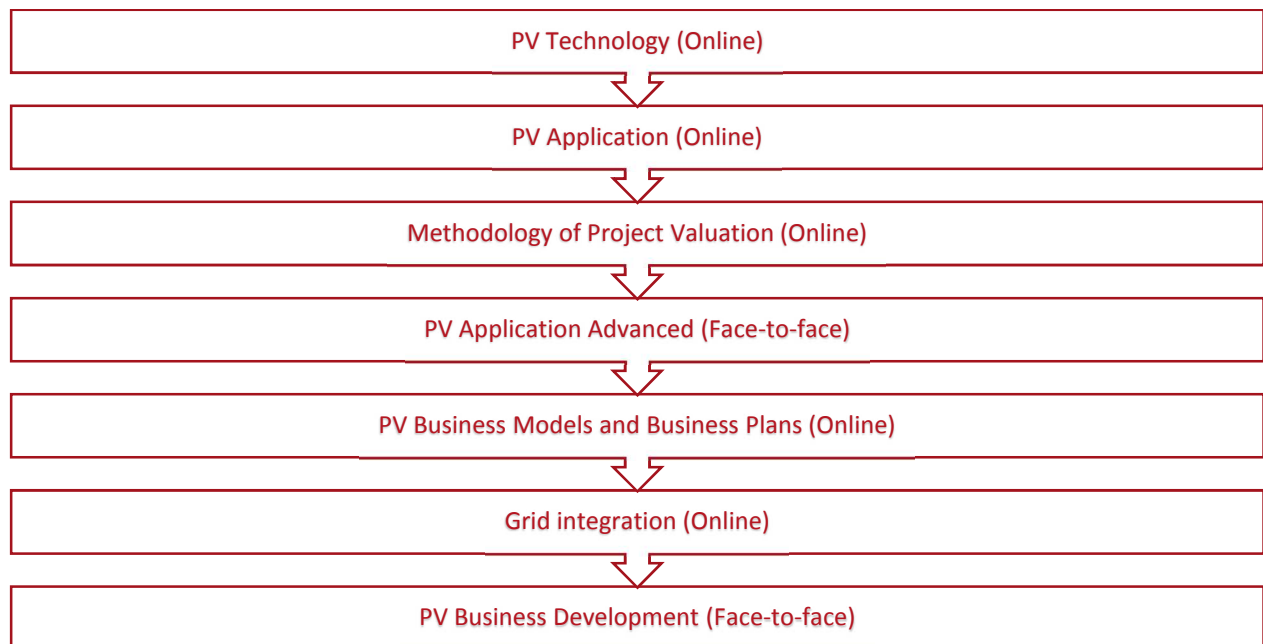 PV Technology (Online)
PV Application (Online)
Methodology of Project Valuation (Online)
PV Application Advanced (Face-to-face)
PV Business Models and Business Plans (Online)
Grid integration (Online)
PV Business Development (Face-to-face)